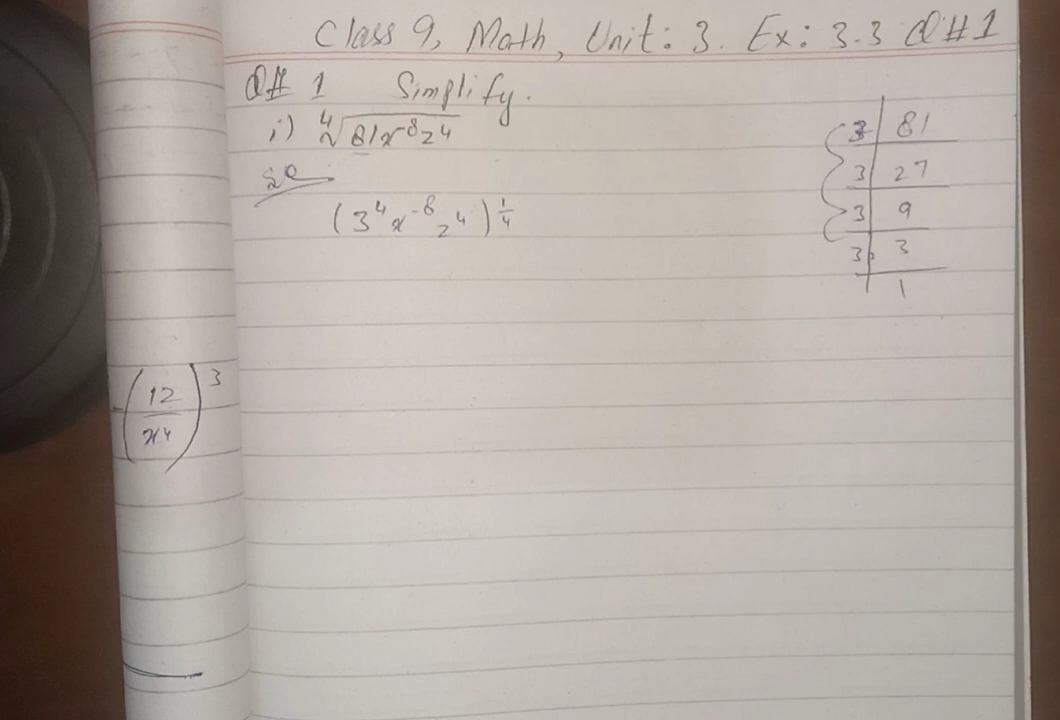 Class 9, Math, Unit: 3. Ex: 3.3 Q#1
Q# 1 Simplify.
i) ∜(81x⁻⁸z⁴)
Sol
(3⁴x⁻⁸z⁴)^(1/4)
3 | 81
3 | 27
3 | 9
3 | 3
1
-(12/x⁴)³